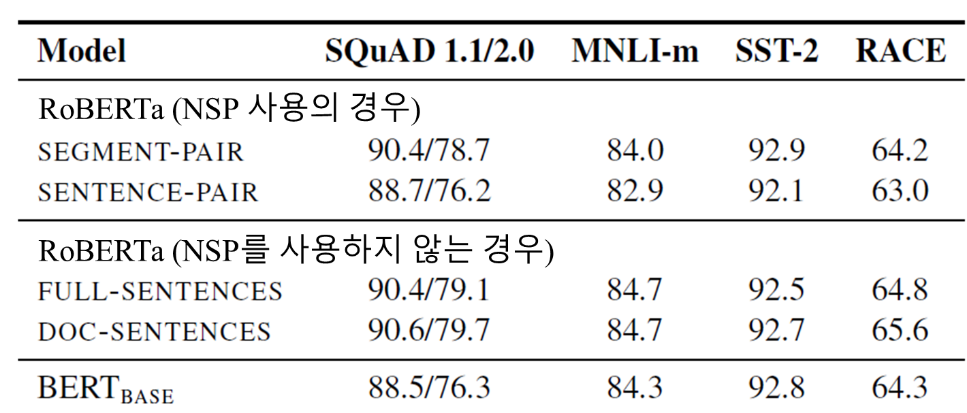 Model SQuAD 1.1/2.0 MNLI-m SST-2 RACE
RoBERTa (NSP 사용의 경우)
SEGMENT-PAIR 90.4/78.7 84.0 92.9 64.2
SENTENCE-PAIR 88.7/76.2 82.9 92.1 63.0
RoBERTa (NSP를 사용하지 않는 경우)
FULL-SENTENCES 90.4/79.1 84.7 92.5 64.8
DOC-SENTENCES 90.6/79.7 84.7 92.7 65.6
BERT BASE 88.5/76.3 84.3 92.8 64.3